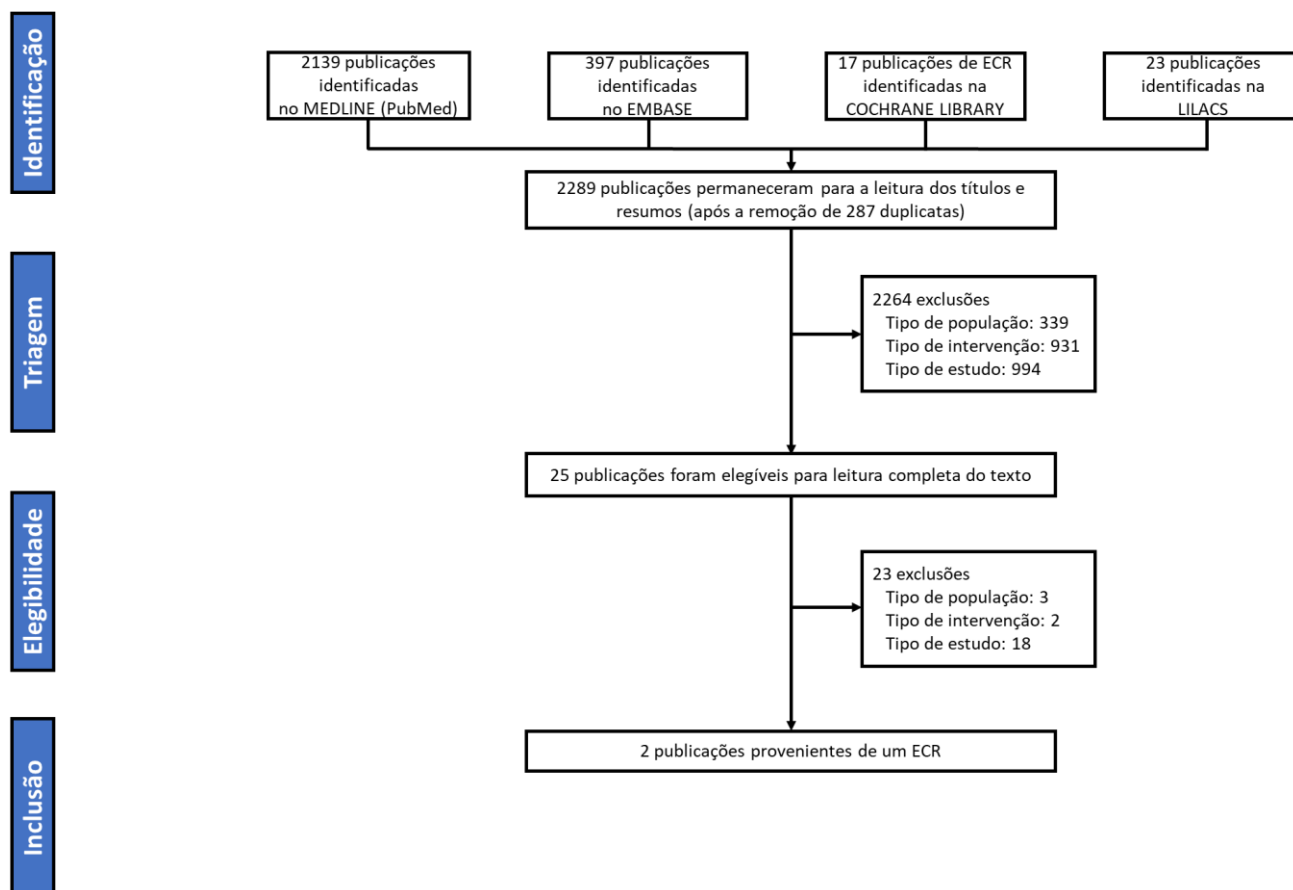 Identificação
2139 publicações
identificadas
no MEDLINE (PubMed)
397 publicações
identificadas
no EMBASE
17 publicações de ECR
identificadas na
COCHRANE LIBRARY
23 publicações
identificadas na
LILACS
2289 publicações permaneceram para a leitura dos títulos e
resumos (após a remoção de 287 duplicatas)
Triagem
2264 exclusões
Tipo de população: 339
Tipo de intervenção: 931
Tipo de estudo: 994
25 publicações foram elegíveis para leitura completa do texto
Elegibilidade
23 exclusões
Tipo de população: 3
Tipo de intervenção: 2
Tipo de estudo: 18
Inclusão
2 publicações provenientes de um ECR